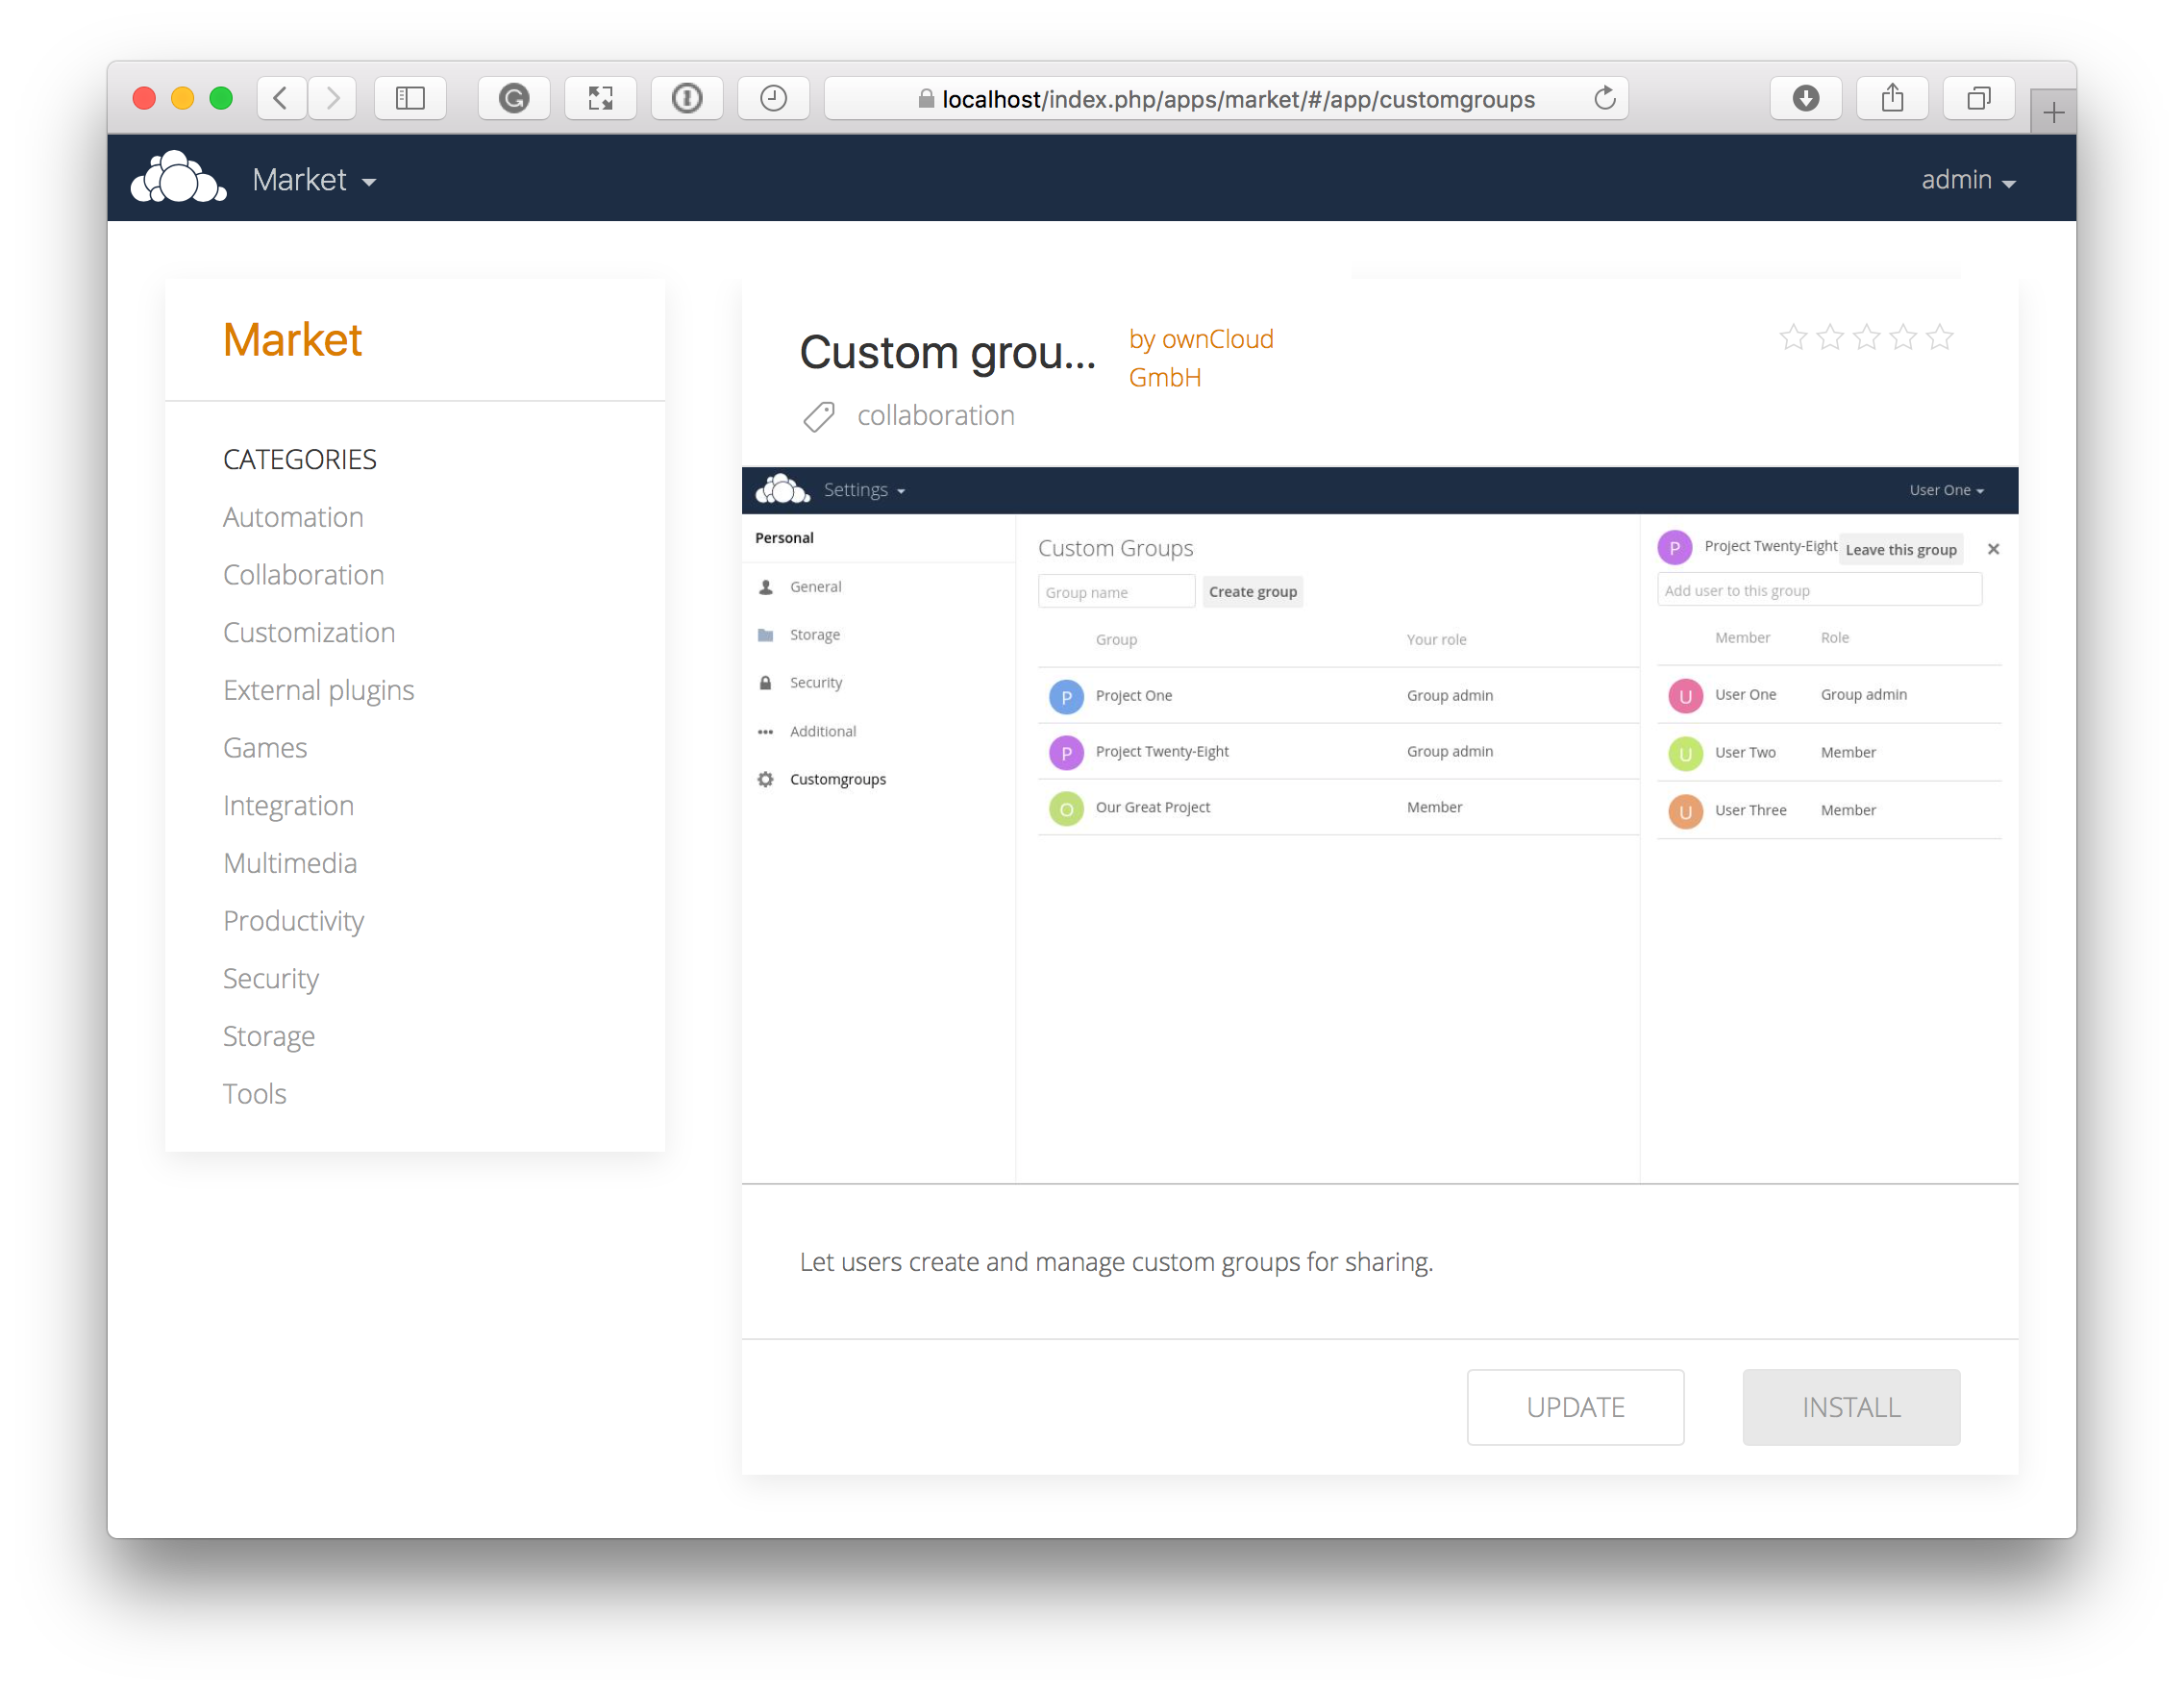 localhost/index.php/apps/market/#/app/customgroups
Market
admin
Market
CATEGORIES
Automation
Collaboration
Customization
External plugins
Games
Integration
Multimedia
Productivity
Security
Storage
Tools
Custom grou...
by ownCloud
GmbH
collaboration
Settings
User One
Personal
General
Storage
Security
Additional
Customgroups
Custom Groups
Group name
Create group
Group Your role
P Project One Group admin
P Project Twenty-Eight Group admin
O Our Great Project Member
P Project Twenty-Eight Leave this group ×
Add user to this group
Member Role
U User One Group admin
U User Two Member
U User Three Member
Let users create and manage custom groups for sharing.
UPDATE
INSTALL